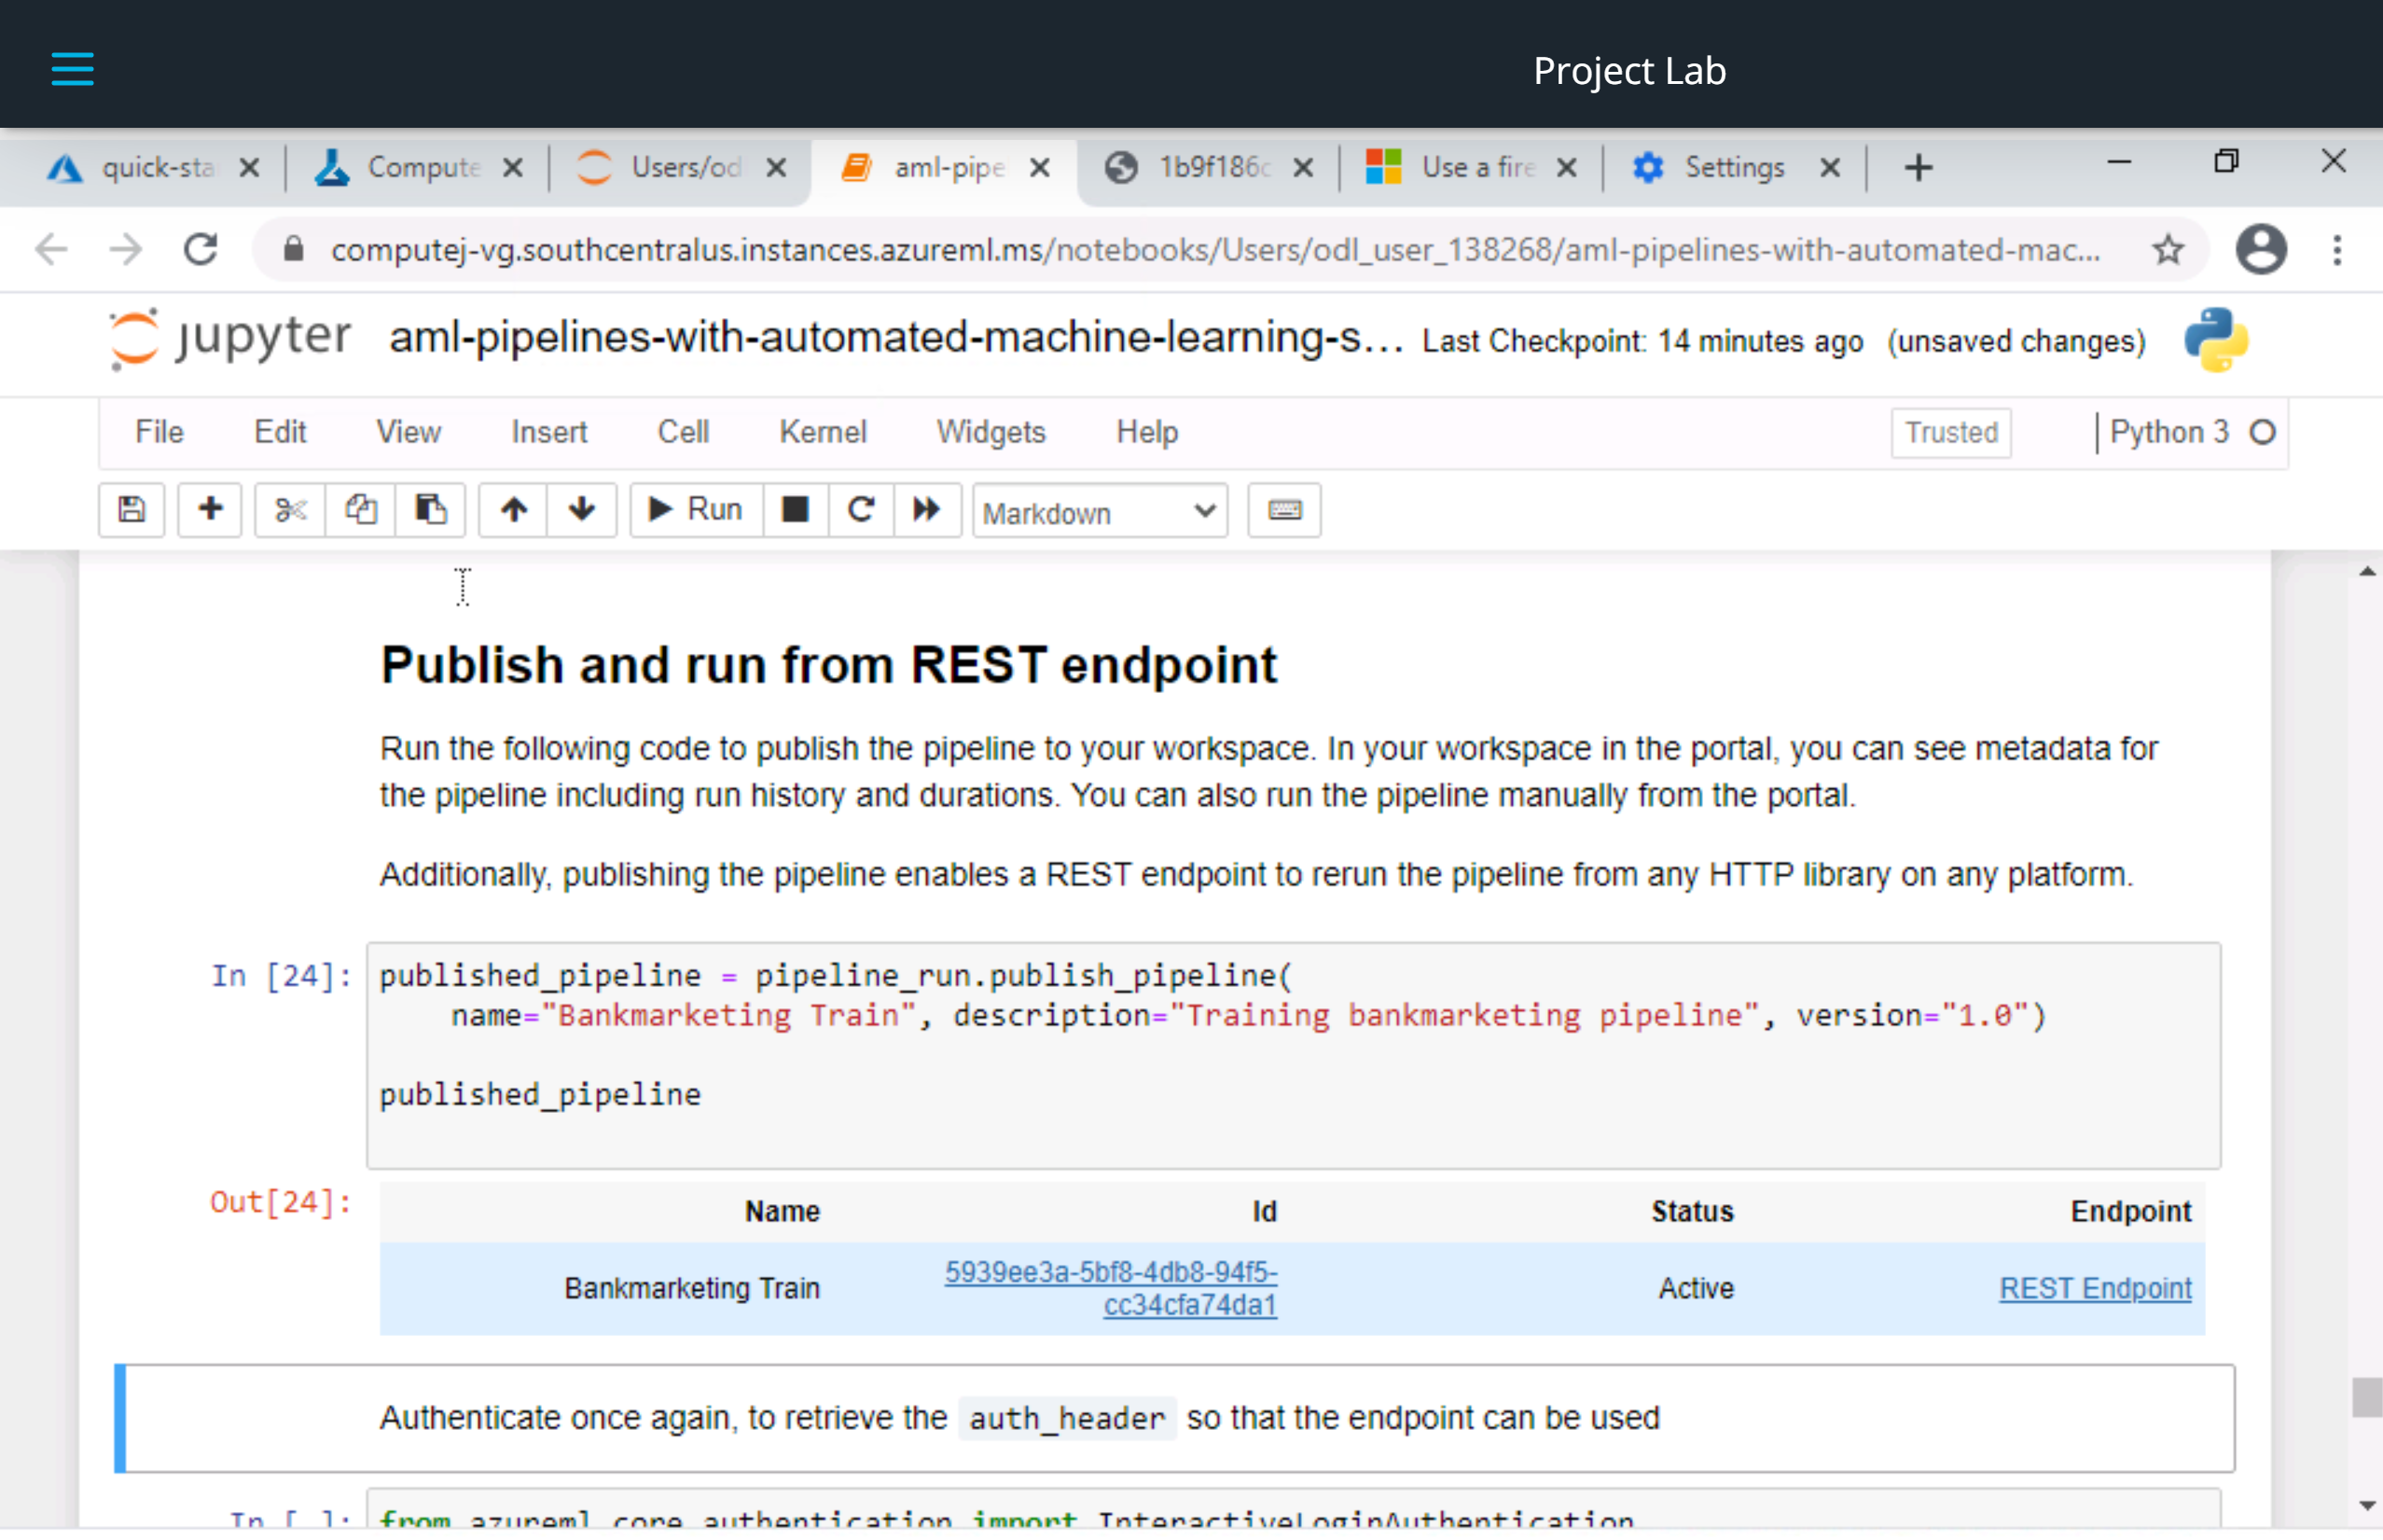 Project Lab
quick-sta
Compute
Users/od
aml-pipe
1b9f186c
Use a fire
Settings
computej-vg.southcentralus.instances.azureml.ms/notebooks/Users/odl_user_138268/aml-pipelines-with-automated-mac...
jupyter aml-pipelines-with-automated-machine-learning-s... Last Checkpoint: 14 minutes ago (unsaved changes)
File Edit View Insert Cell Kernel Widgets Help Trusted Python 3
Run Markdown
Publish and run from REST endpoint
Run the following code to publish the pipeline to your workspace. In your workspace in the portal, you can see metadata for
the pipeline including run history and durations. You can also run the pipeline manually from the portal.
Additionally, publishing the pipeline enables a REST endpoint to rerun the pipeline from any HTTP library on any platform.
In [24]: published_pipeline = pipeline_run.publish_pipeline(
name="Bankmarketing Train", description="Training bankmarketing pipeline", version="1.0")
published_pipeline
Out[24]:
Name Id Status Endpoint
Bankmarketing Train 5939ee3a-5bf8-4db8-94f5-
cc34cfa74da1 Active REST Endpoint
Authenticate once again, to retrieve the auth_header so that the endpoint can be used
In [ ]: from azureml.core.authentication import InteractiveLoginAuthentication